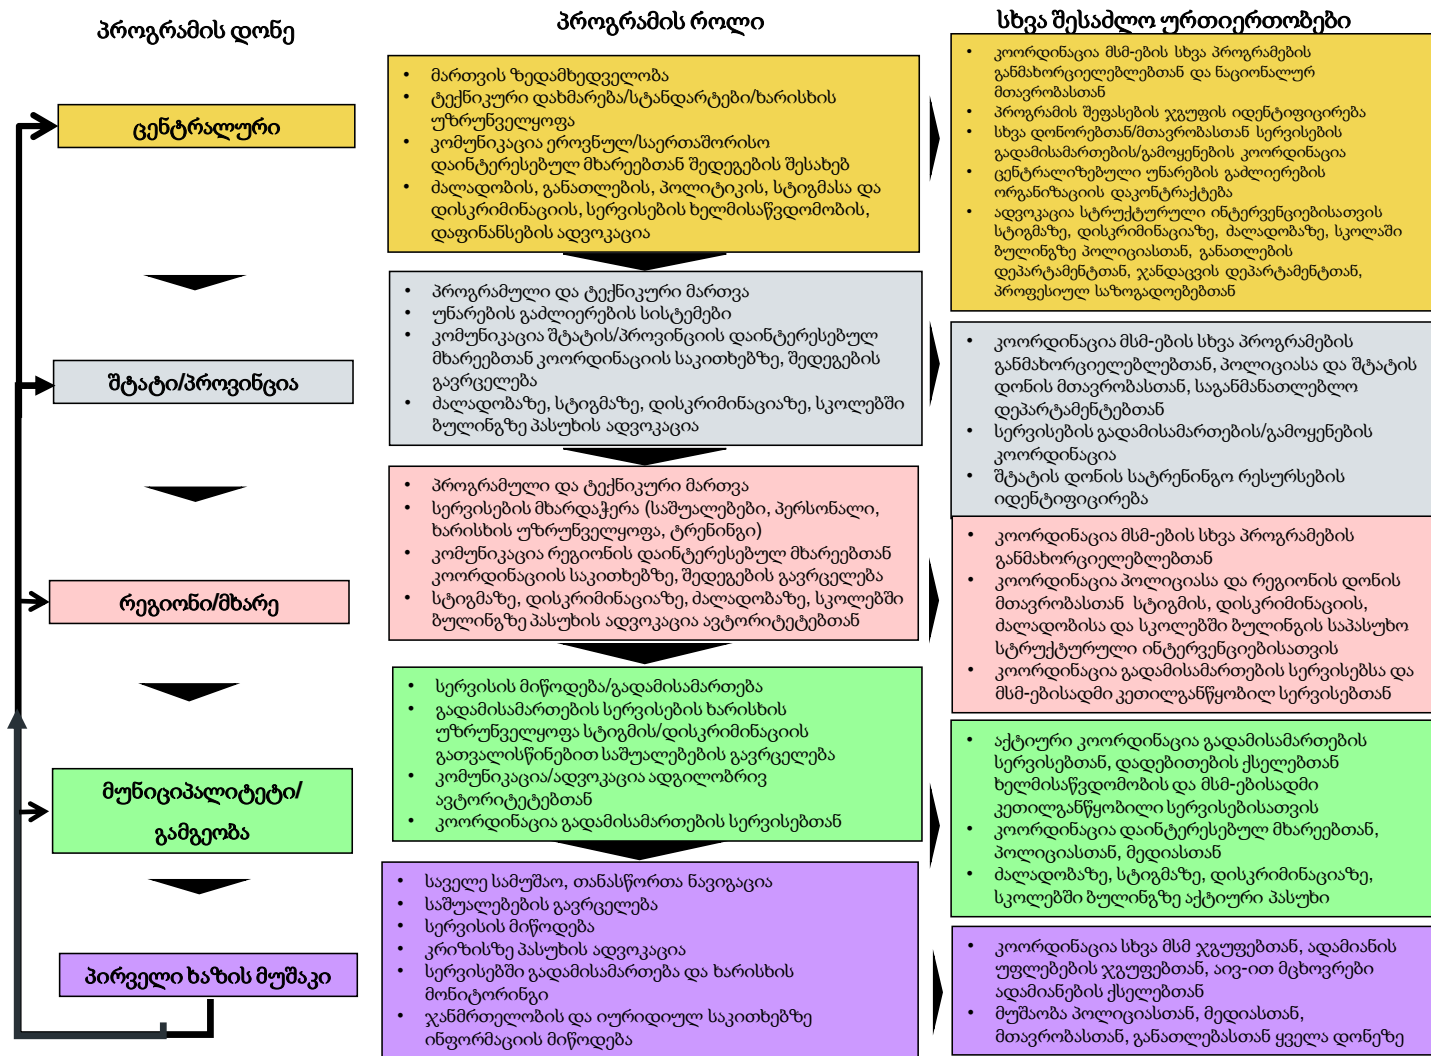 პროგრამის დონე
პროგრამის როლი
სხვა შესაძლო ურთიერთობები
ცენტრალური
• მართვის ზედამხედველობა
• ტექნიკური დახმარება/სტანდარტები/ხარისხის
უზრუნველყოფა
• კომუნიკაცია ეროვნულ/საერთაშორისო
დაინტერესებულ მხარეებთან შედეგების შესახებ
• ძალადობის, განათლების, პოლიტიკის, სტიგმასა და
დისკრიმინაციის, სერვისების ხელმისაწვდომობის,
დაფინანსების ადვოკაცია
• კოორდინაცია მსმ-ების სხვა პროგრამების
განმახორციელებლებთან და ნაციონალურ
მთავრობასთან
• პროგრამის შეფასების ჯგუფის იდენტიფიცირება
• სხვა დონორებთან/მთავრობასთან სერვისების
გადამისამართების/გამოყენების კოორდინაცია
• ცენტრალიზებული უნარების გაძლიერების
ორგანიზაციის დაკონტრაქტება
• ადვოკაცია სტრუქტურული ინტერვენციებისათვის
სტიგმაზე, დისკრიმინაციაზე, ძალადობაზე, სკოლაში
ბულინგზე პოლიციასთან, განათლების
დეპარტამენტთან, ჯანდაცვის დეპარტამენტთან,
პროფესიულ საზოგადოებებთან
შტატი/პროვინცია
• პროგრამული და ტექნიკური მართვა
• უნარების გაძლიერების სისტემები
• კომუნიკაცია შტატის/პროვინციის დაინტერესებულ
მხარეებთან კოორდინაციის საკითხებზე, შედეგების
გავრცელება
• ძალადობაზე, სტიგმაზე, დისკრიმინაციაზე, სკოლებში
ბულინგზე პასუხის ადვოკაცია
• კოორდინაცია მსმ-ების სხვა პროგრამების
განმახორციელებლებთან, პოლიციასა და შტატის
დონის მთავრობასთან, საგანმანათლებლო
დეპარტამენტებთან
• სერვისების გადამისამართების/გამოყენების
კოორდინაცია
• შტატის დონის სატრენინგო რესურსების
იდენტიფიცირება
რეგიონი/მხარე
• პროგრამული და ტექნიკური მართვა
• სერვისების მხარდაჭერა (საშუალებები, პერსონალი,
ხარისხის უზრუნველყოფა, ტრენინგი)
• კომუნიკაცია რეგიონის დაინტერესებულ მხარეებთან
კოორდინაციის საკითხებზე, შედეგების გავრცელება
• სტიგმაზე, დისკრიმინაციაზე, ძალადობაზე, სკოლებში
ბულინგზე პასუხის ადვოკაცია ავტორიტეტებთან
• კოორდინაცია მსმ-ების სხვა პროგრამების
განმახორციელებლებთან
• კოორდინაცია პოლიციასა და რეგიონის დონის
მთავრობასთან სტიგმის, დისკრიმინაციის,
ძალადობისა და სკოლებში ბულინგის საპასუხო
სტრუქტურული ინტერვენციებისათვის
• კოორდინაცია გადამისამართების სერვისებსა და
მსმ-ებისადმი კეთილგანწყობილ სერვისებთან
მუნიციპალიტეტი/
გამგეობა
• სერვისის მიწოდება/გადამისამართება
• გადამისამართების სერვისების ხარისხის
უზრუნველყოფა სტიგმის/დისკრიმინაციის
გათვალისწინებით საშუალებების გავრცელება
• კომუნიკაცია/ადვოკაცია ადგილობრივ
ავტორიტეტებთან
• კოორდინაცია გადამისამართების სერვისებთან
• აქტიური კოორდინაცია გადამისამართების
სერვისებთან, დადებითების ქსელებთან
ხელმისაწვდომობის და მსმ-ებისადმი
კეთილგანწყობილი სერვისებისათვის
• კოორდინაცია დაინტერესებულ მხარეებთან,
პოლიციასთან, მედიასთან
• ძალადობაზე, სტიგმაზე, დისკრიმინაციაზე,
სკოლებში ბულინგზე აქტიური პასუხი
პირველი ხაზის მუშაკი
• საველე სამუშაო, თანასწორთა ნავიგაცია
• საშუალებების გავრცელება
• სერვისის მიწოდება
• კრიზისზე პასუხის ადვოკაცია
• სერვისებში გადამისამართება და ხარისხის
მონიტორინგი
• ჯანმრთელობის და იურიდიულ საკითხებზე
ინფორმაციის მიწოდება
• კოორდინაცია სხვა მსმ ჯგუფებთან, ადამიანის
უფლებების ჯგუფებთან, აივ-ით მცხოვრები
ადამიანების ქსელებთან
• მუშაობა პოლიციასთან, მედიასთან,
მთავრობასთან, განათლებასთან ყველა დონეზე